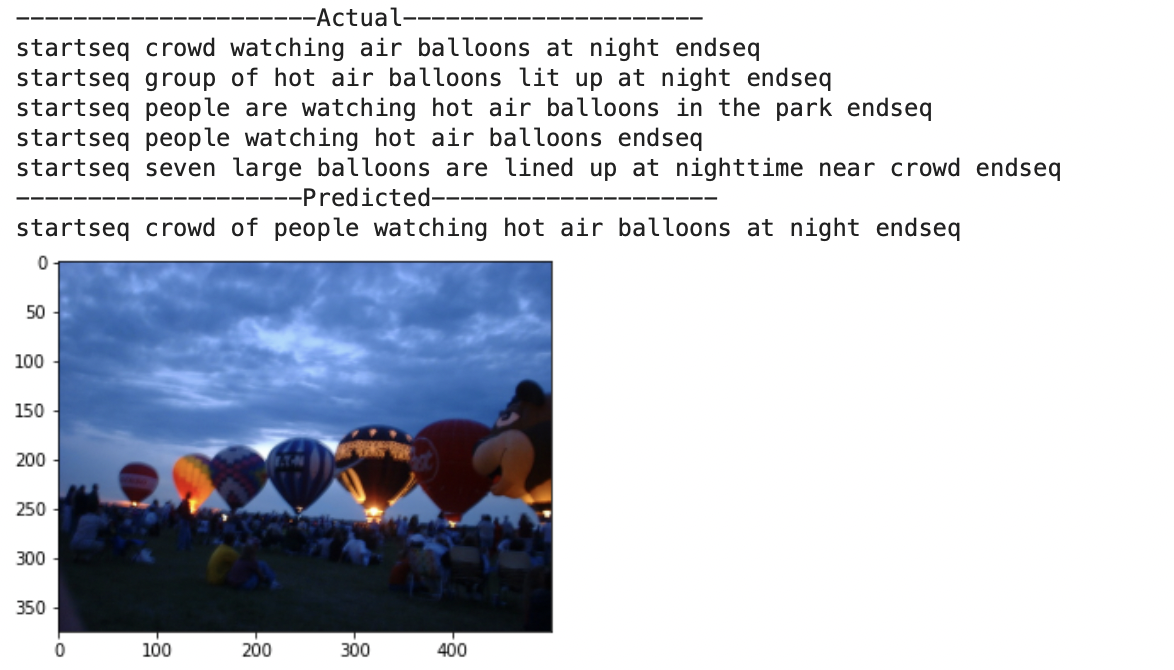 ---------------------Actual---------------------
startseq crowd watching air balloons at night endseq
startseq group of hot air balloons lit up at night endseq
startseq people are watching hot air balloons in the park endseq
startseq people watching hot air balloons endseq
startseq seven large balloons are lined up at nighttime near crowd endseq
--------------------Predicted--------------------
startseq crowd of people watching hot air balloons at night endseq
0
50
100
150
200
250
300
350
0 100 200 300 400